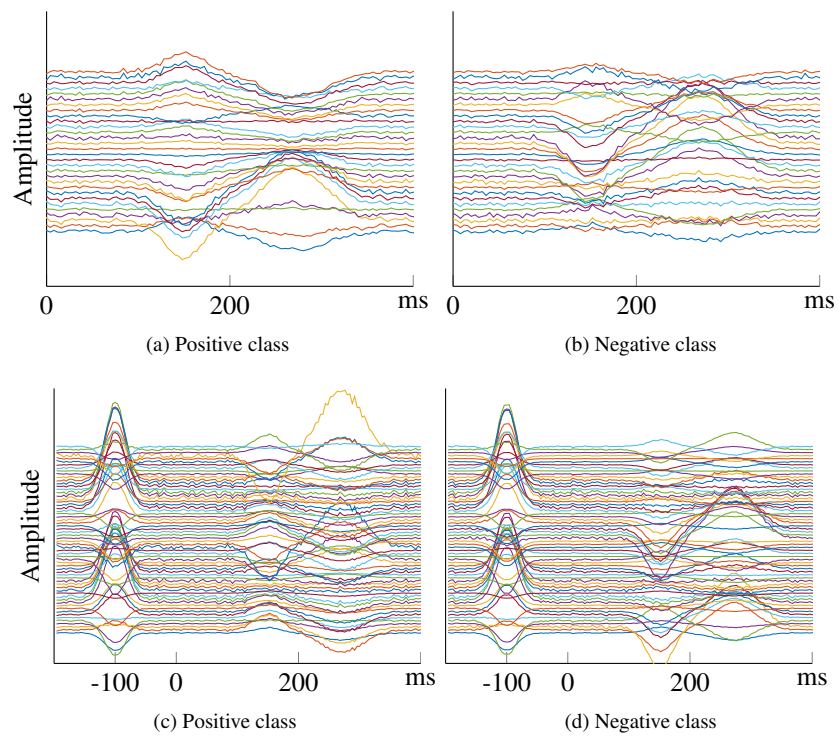 Amplitude
0
200
ms
0
200
ms
(a) Positive class
(b) Negative class
Amplitude
-100
0
200
ms
-100
0
200
ms
(c) Positive class
(d) Negative class